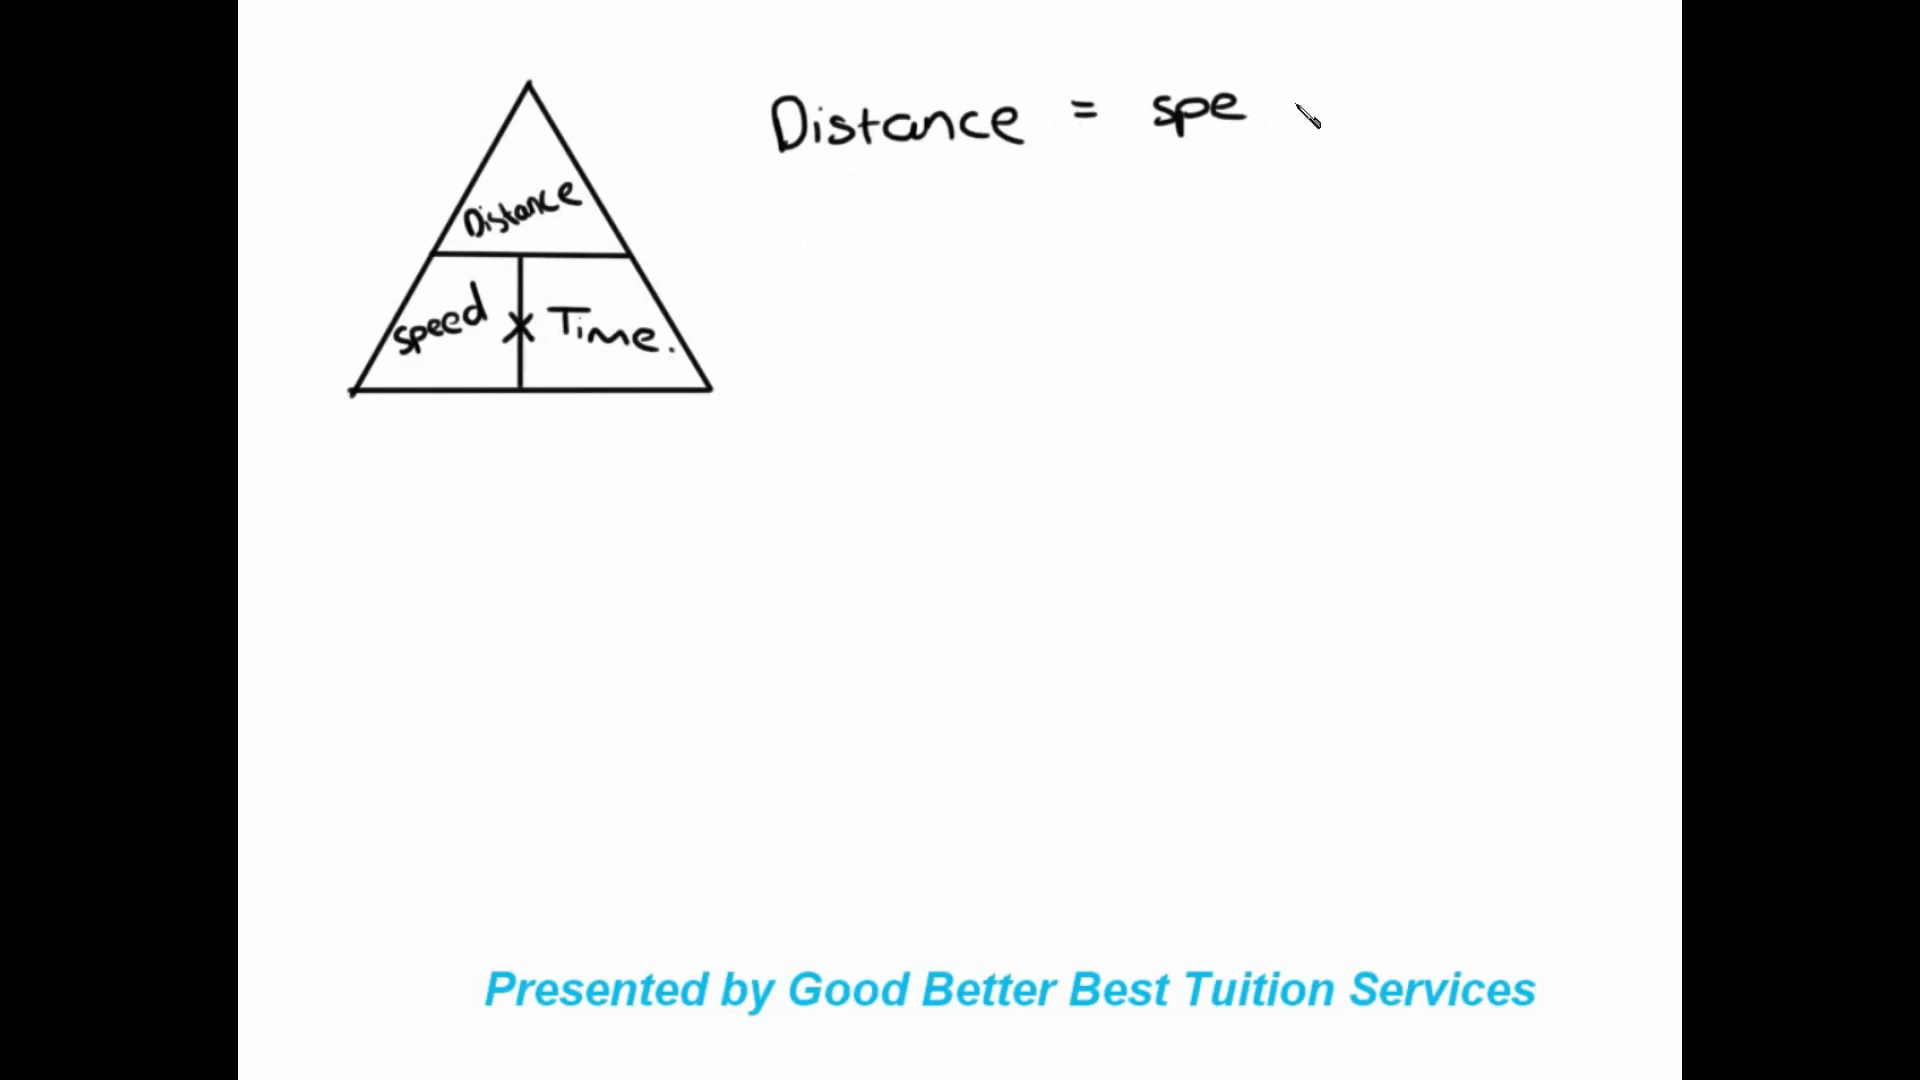 Distance = spe
Distance
speed × Time.
Presented by Good Better Best Tuition Services